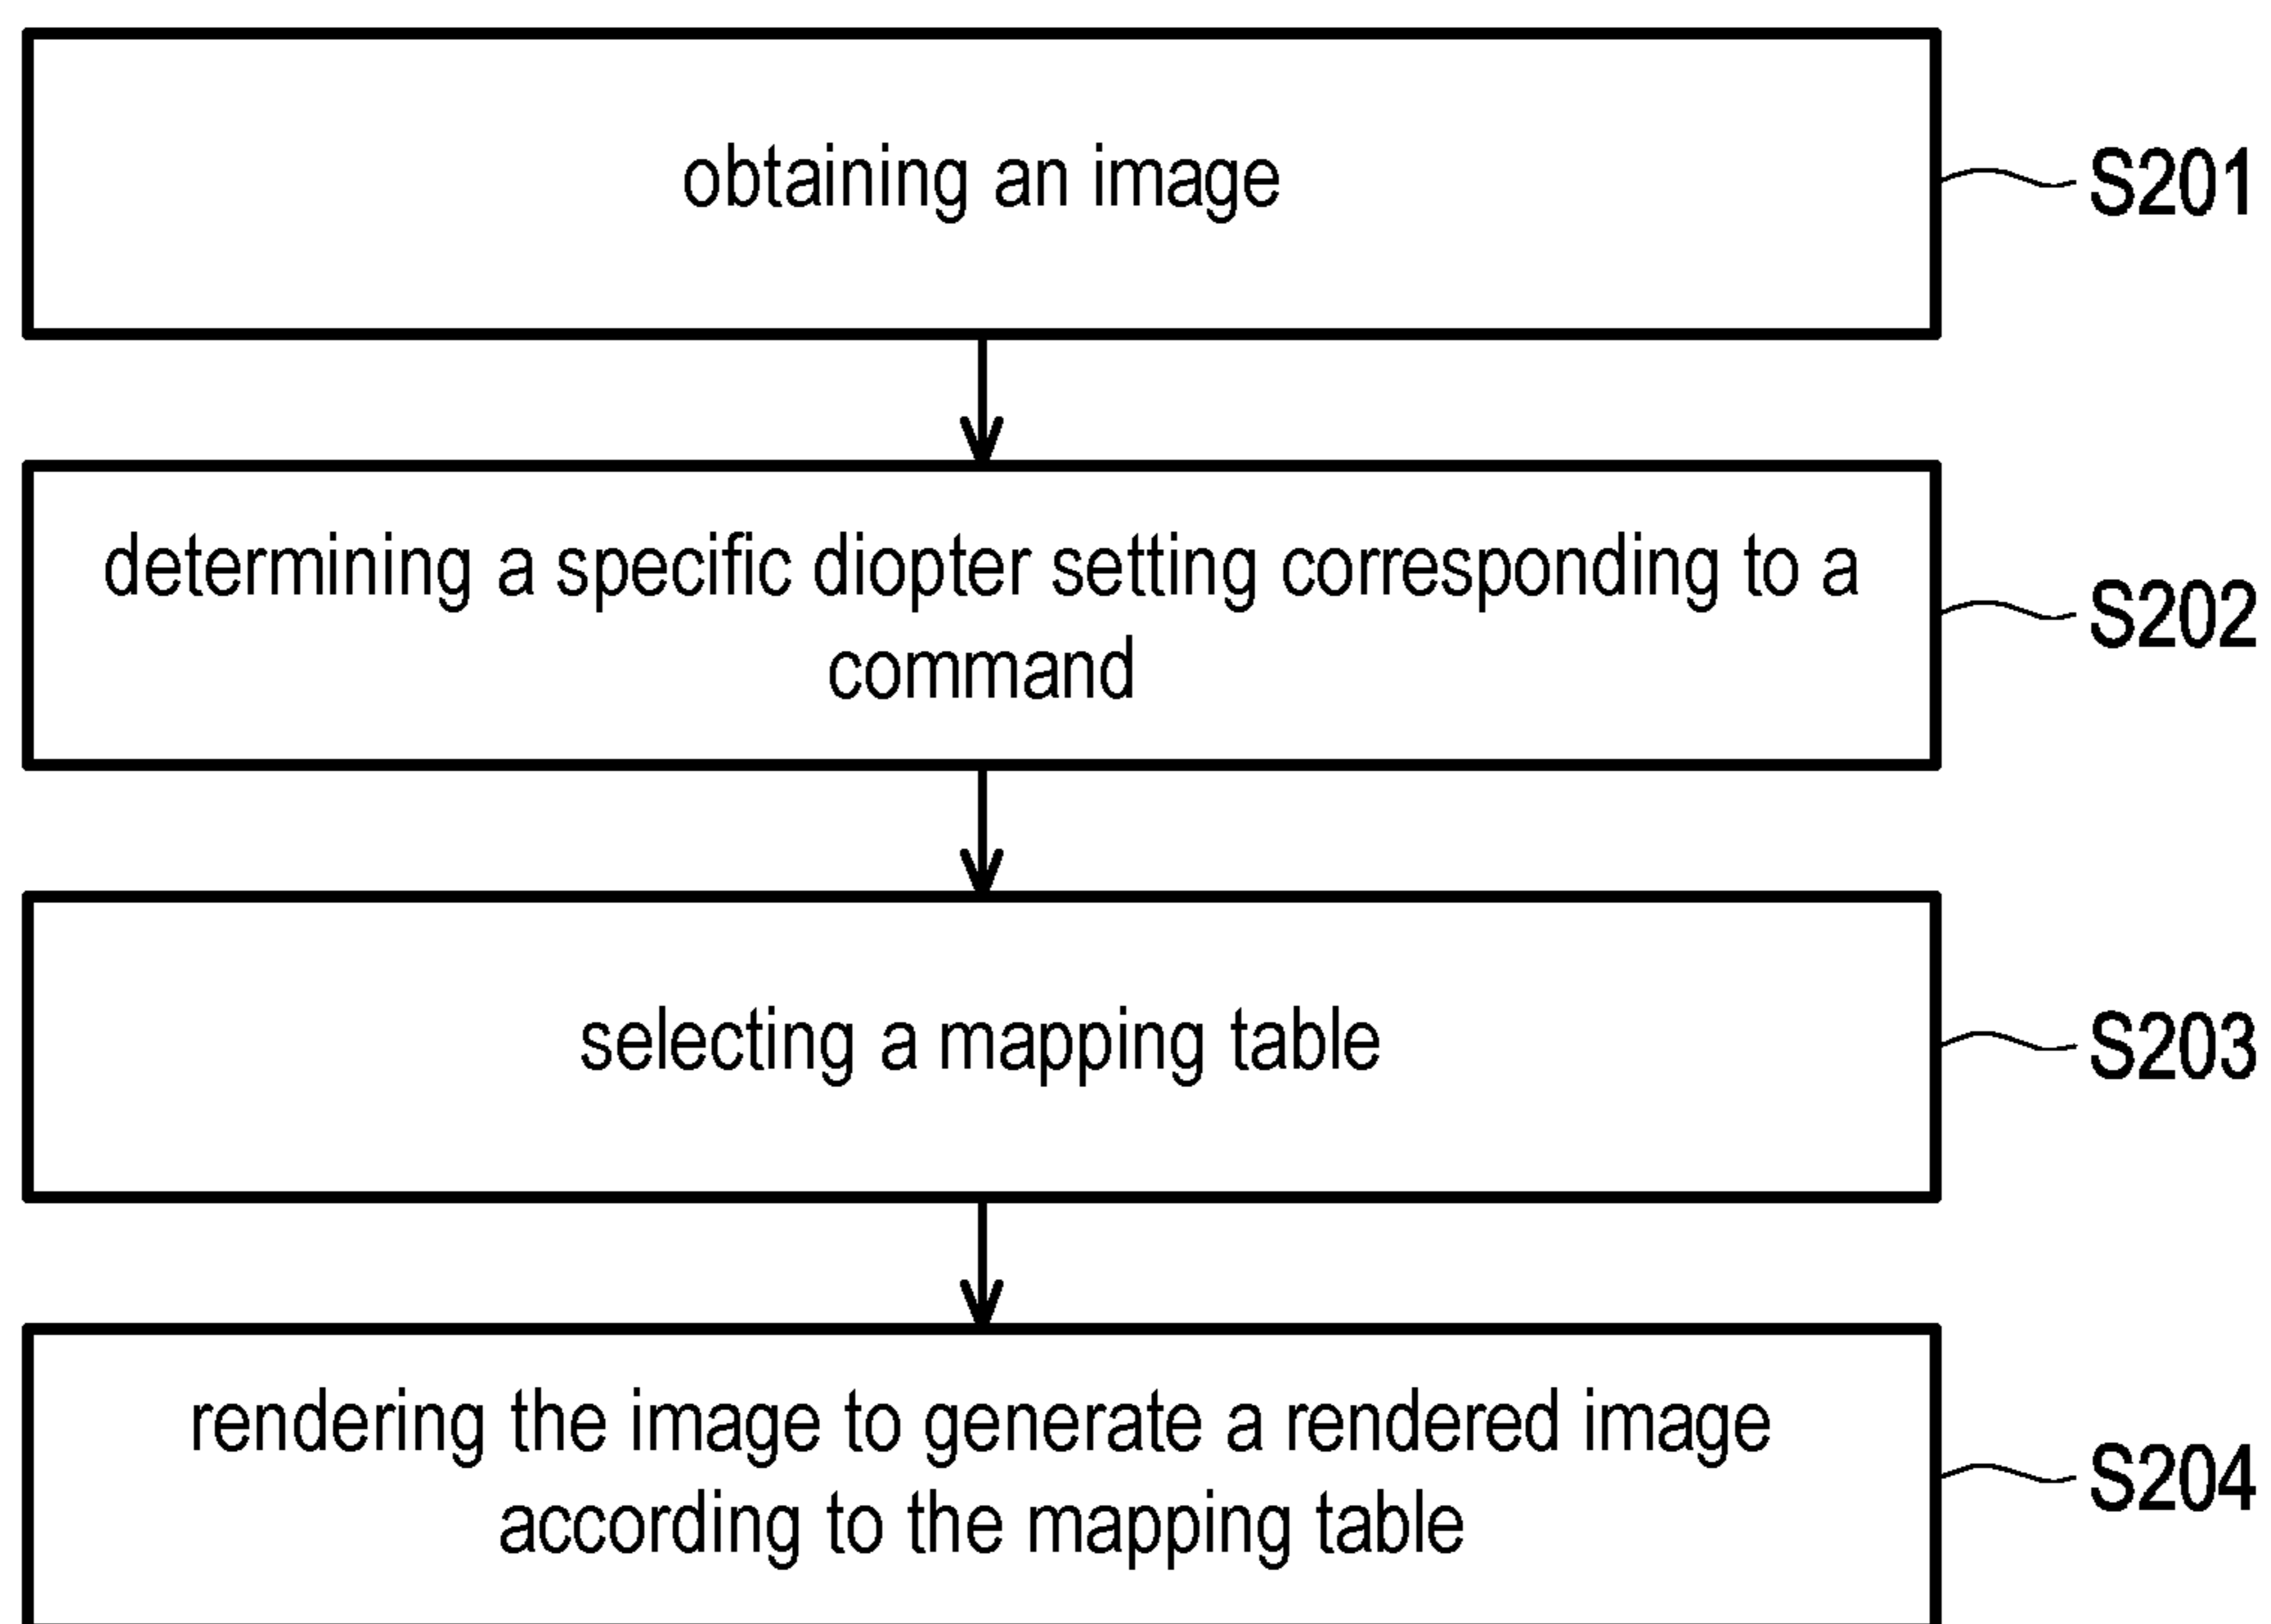 obtaining an image
S201
determining a specific diopter setting corresponding to a
command
S202
selecting a mapping table
S203
rendering the image to generate a rendered image
according to the mapping table
S204